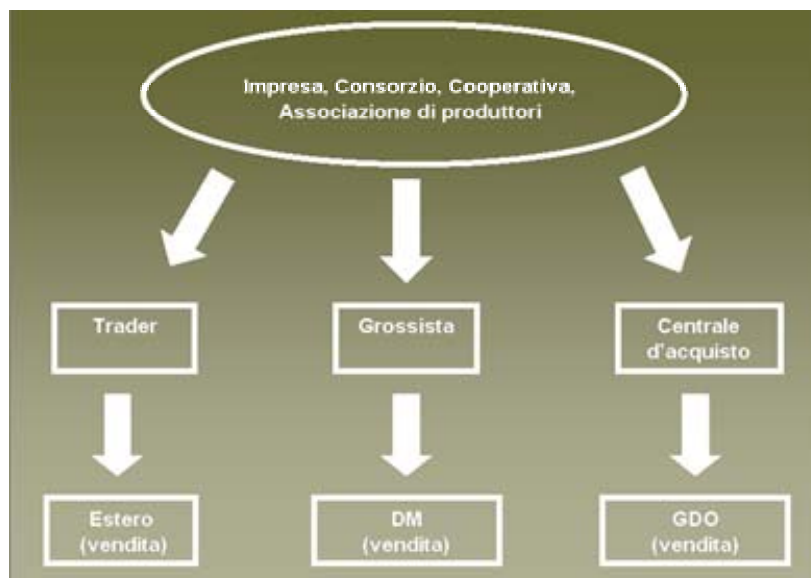 Impresa, Consorzio, Cooperativa,
Associazione di produttori
Trader
Grossista
Centrale
d'acquisto
Estero
(vendita)
DM
(vendita)
GDO
(vendita)